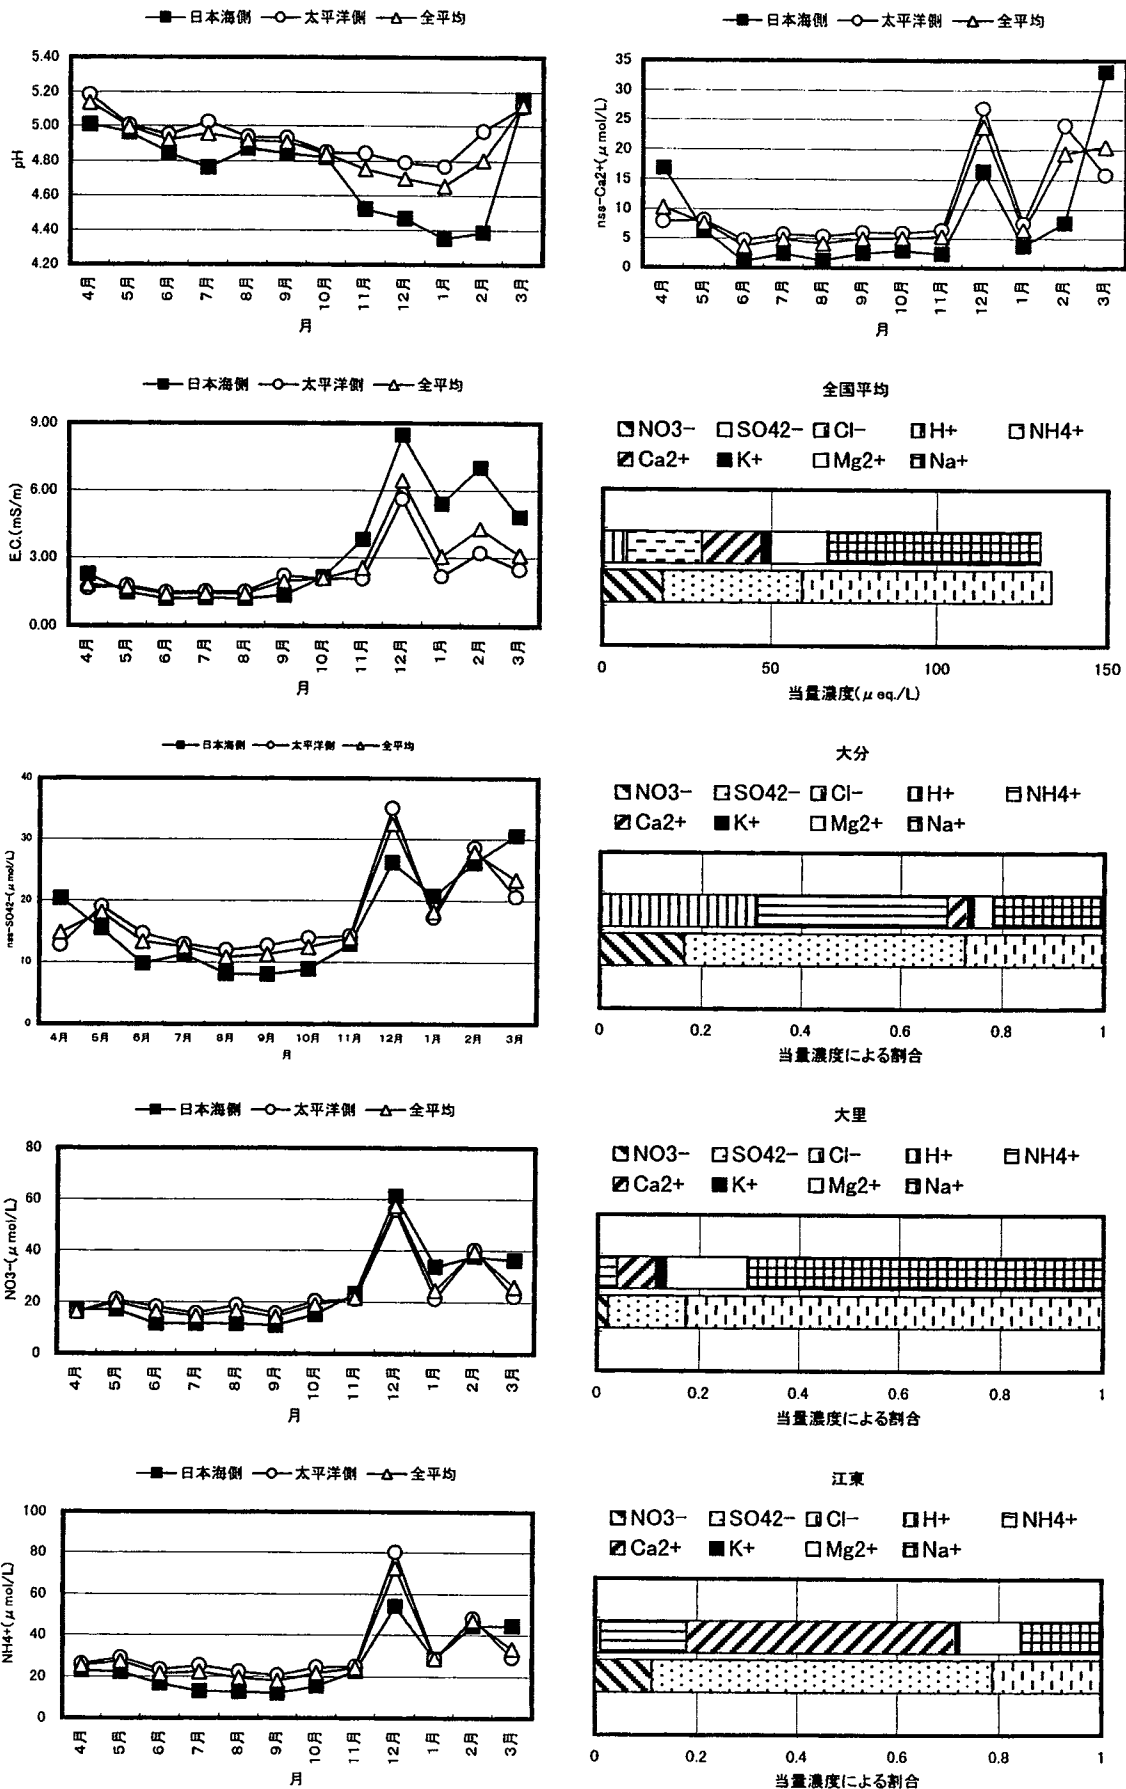 日本海側 太平洋側 全平均
5.40
5.20
5.00
4.80
4.60
4.40
4.20
pH
4月 5月 6月 7月 8月 9月 10月 11月 12月 1月 2月 3月
月
日本海側 太平洋側 全平均
35
30
25
20
15
10
5
0
nss-Ca2+(μmol/L)
4月 5月 6月 7月 8月 9月 10月 11月 12月 1月 2月 3月
月
日本海側 太平洋側 全平均
9.00
6.00
3.00
0.00
E.C.(mS/m)
4月 5月 6月 7月 8月 9月 10月 11月 12月 1月 2月 3月
月
全国平均
NO3- SO42- Cl- H+ NH4+
Ca2+ K+ Mg2+ Na+
0 50 100 150
当量濃度(μeq./L)
日本海側 太平洋側 全平均
40
30
20
10
0
nss-SO42-(μmol/L)
4月 5月 6月 7月 8月 9月 10月 11月 12月 1月 2月 3月
月
大分
NO3- SO42- Cl- H+ NH4+
Ca2+ K+ Mg2+ Na+
0 0.2 0.4 0.6 0.8 1
当量濃度による割合
日本海側 太平洋側 全平均
80
60
40
20
0
NO3-(μmol/L)
4月 5月 6月 7月 8月 9月 10月 11月 12月 1月 2月 3月
月
大里
NO3- SO42- Cl- H+ NH4+
Ca2+ K+ Mg2+ Na+
0 0.2 0.4 0.6 0.8 1
当量濃度による割合
日本海側 太平洋側 全平均
100
80
60
40
20
0
NH4+(μmol/L)
4月 5月 6月 7月 8月 9月 10月 11月 12月 1月 2月 3月
月
江東
NO3- SO42- Cl- H+ NH4+
Ca2+ K+ Mg2+ Na+
0 0.2 0.4 0.6 0.8 1
当量濃度による割合